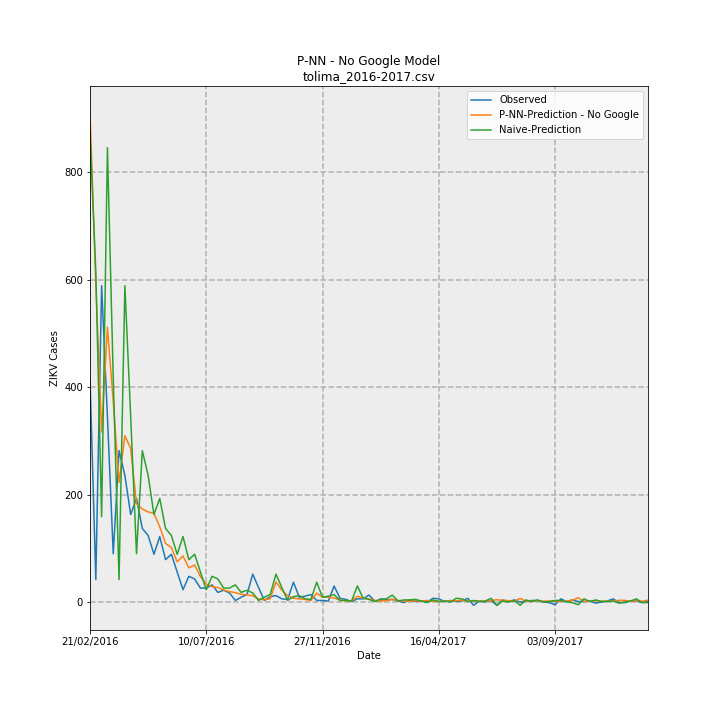 P-NN - No Google Model
tolima_2016-2017.csv
Observed
P-NN-Prediction - No Google
Naive-Prediction
ZIKV Cases
800
600
400
200
0
21/02/2016
10/07/2016
27/11/2016
16/04/2017
03/09/2017
Date